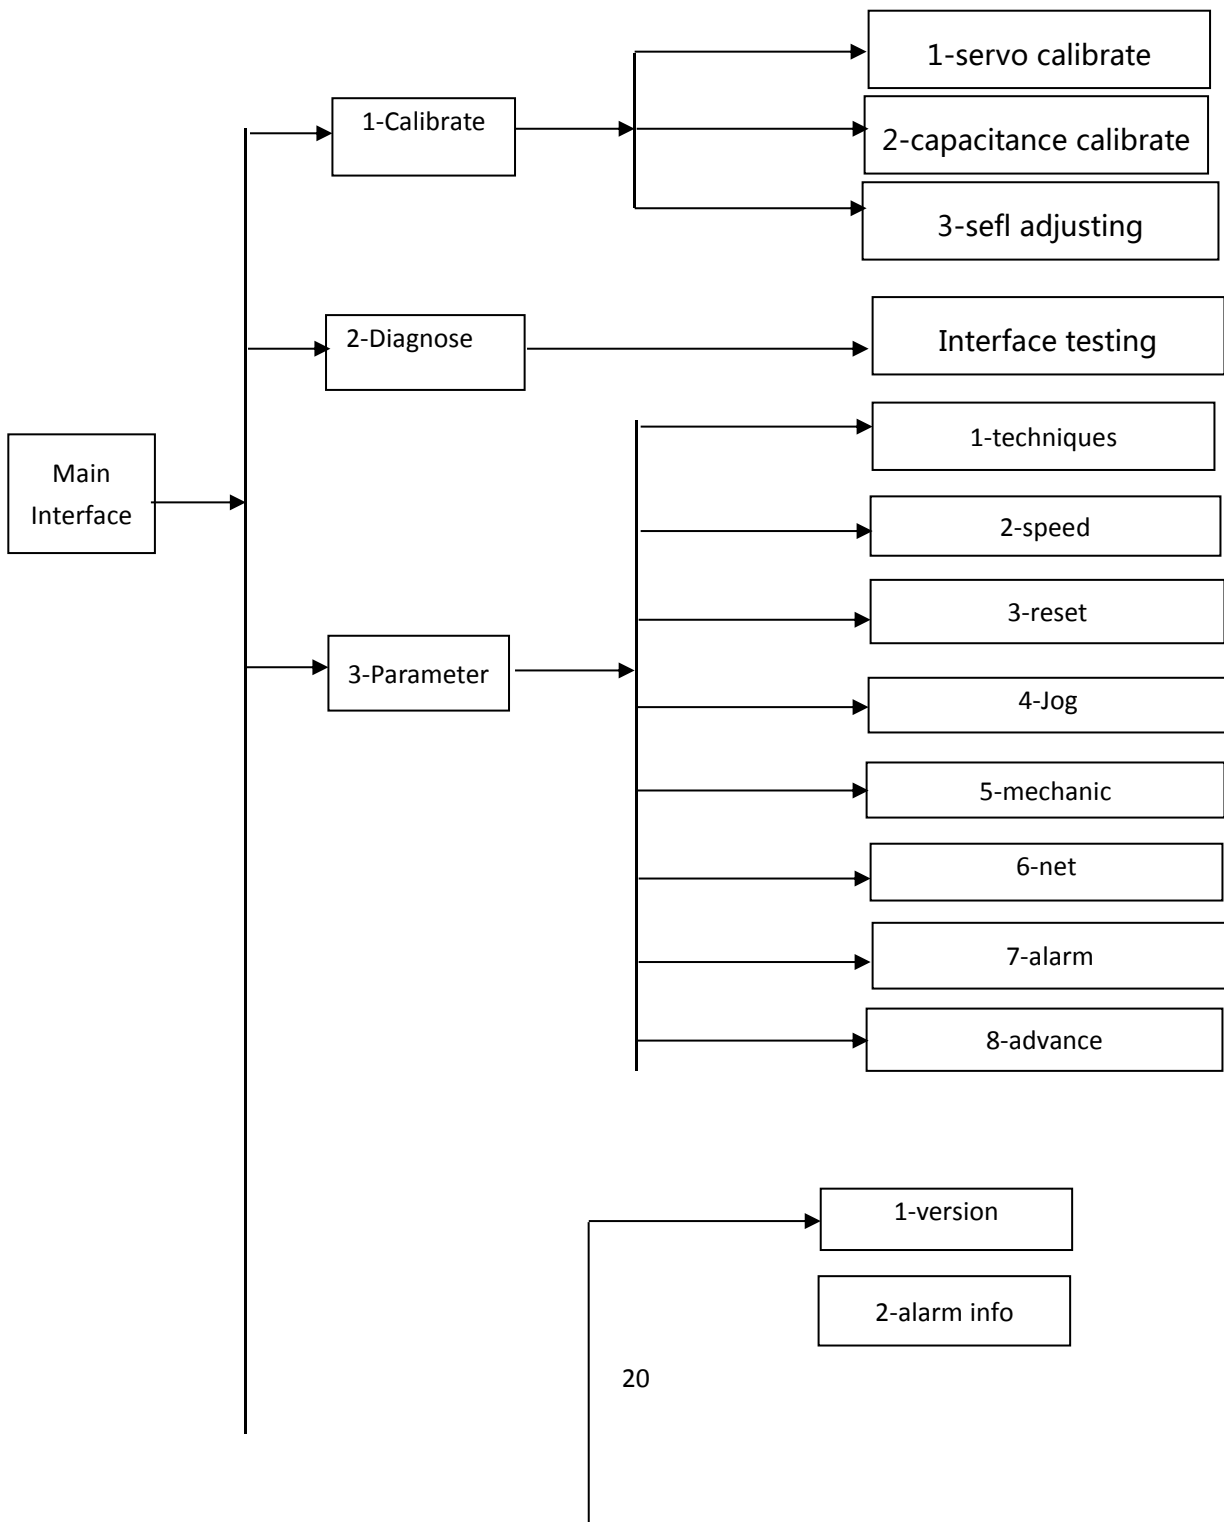 1-servo calibrate
1-Calibrate
2-capacitance calibrate
3-sefl adjusting
2-Diagnose
Interface testing
Main
Interface
1-techniques
2-speed
3-reset
3-Parameter
4-Jog
5-mechanic
6-net
7-alarm
8-advance
1-version
2-alarm info
20